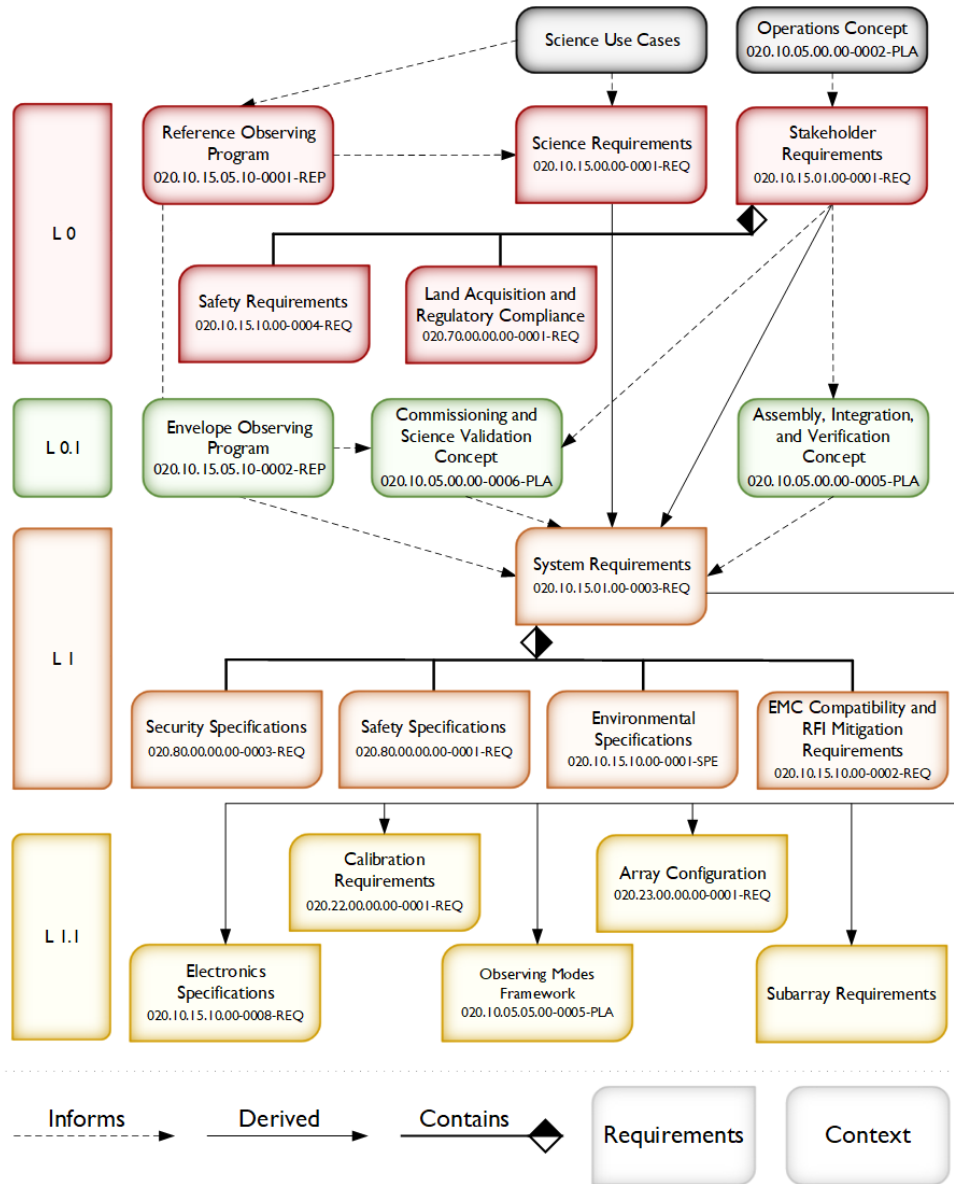 Science Use Cases
Operations Concept
020.10.05.00.00-0002-PLA
L 0
Reference Observing
Program
020.10.15.05.10-0001-REP
Science Requirements
020.10.15.00.00-0001-REQ
Stakeholder
Requirements
020.10.15.01.00-0001-REQ
Safety Requirements
020.10.15.10.00-0004-REQ
Land Acquisition and
Regulatory Compliance
020.70.00.00.00-0001-REQ
L 0.1
Envelope Observing
Program
020.10.15.05.10-0002-REP
Commissioning and
Science Validation
Concept
020.10.05.00.00-0006-PLA
Assembly, Integration,
and Verification
Concept
020.10.05.00.00-0005-PLA
L 1
System Requirements
020.10.15.01.00-0003-REQ
Security Specifications
020.80.00.00.00-0003-REQ
Safety Specifications
020.80.00.00.00-0001-REQ
Environmental
Specifications
020.10.15.10.00-0001-SPE
EMC Compatibility and
RFI Mitigation
Requirements
020.10.15.10.00-0002-REQ
L 1.1
Calibration
Requirements
020.22.00.00.00-0001-REQ
Array Configuration
020.23.00.00.00-0001-REQ
Electronics
Specifications
020.10.15.10.00-0008-REQ
Observing Modes
Framework
020.10.05.05.00-0005-PLA
Subarray Requirements
Informs
Derived
Contains
Requirements
Context